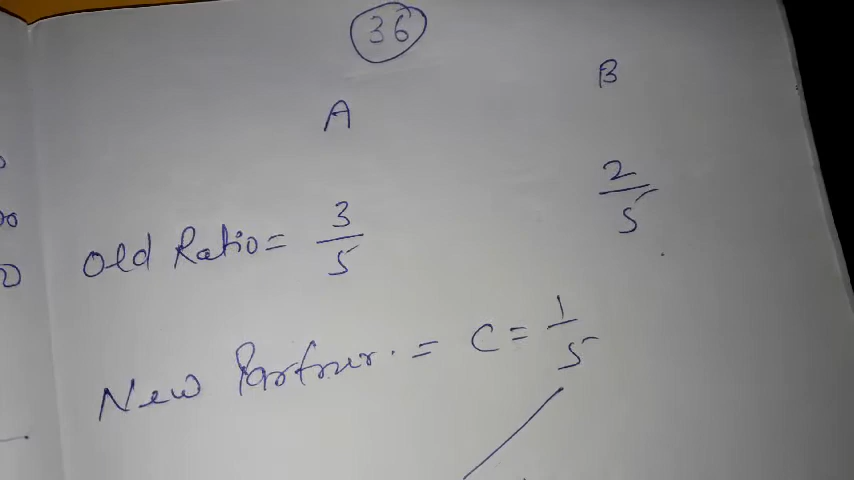 36
A B
Old Ratio = 3/5 2/5
New Partner. = C = 1/5